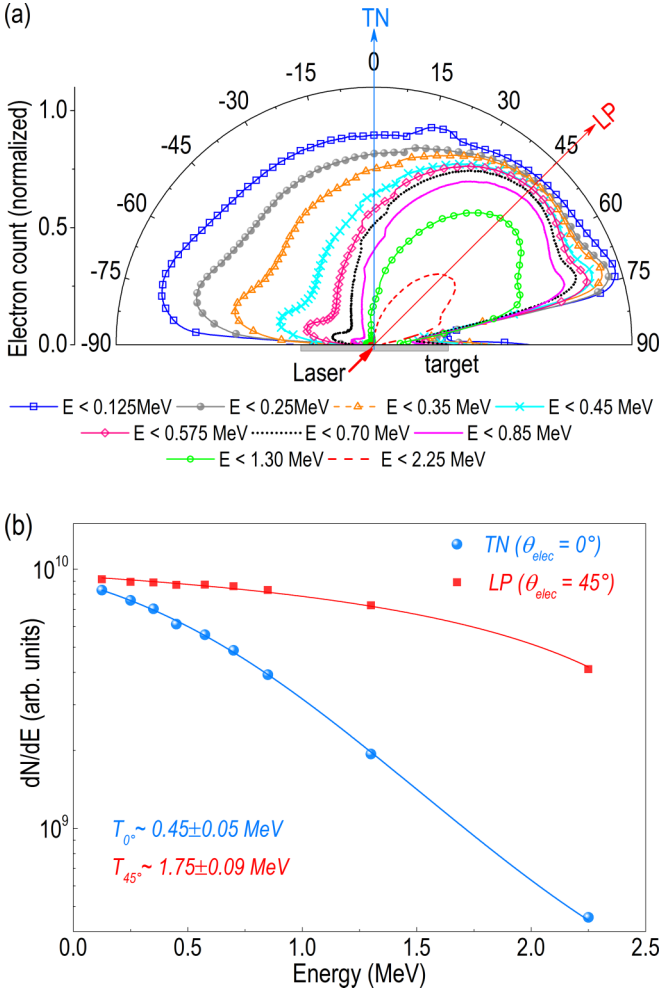 (a)
TN
0
-15
15
-30
30
-45
45
LP
-60
60
-75
75
-90
90
1.0
0.5
0.0
Electron count (normalized)
Laser
target
E < 0.125MeV
E < 0.25MeV
E < 0.35 MeV
E < 0.45 MeV
E < 0.575 MeV
E < 0.70 MeV
E < 0.85 MeV
E < 1.30 MeV
E < 2.25 MeV
(b)
TN (θelec = 0°)
LP (θelec = 45°)
10^10
10^9
dN/dE (arb. units)
T0°~ 0.45±0.05 MeV
T45°~ 1.75±0.09 MeV
0.0 0.5 1.0 1.5 2.0 2.5
Energy (MeV)